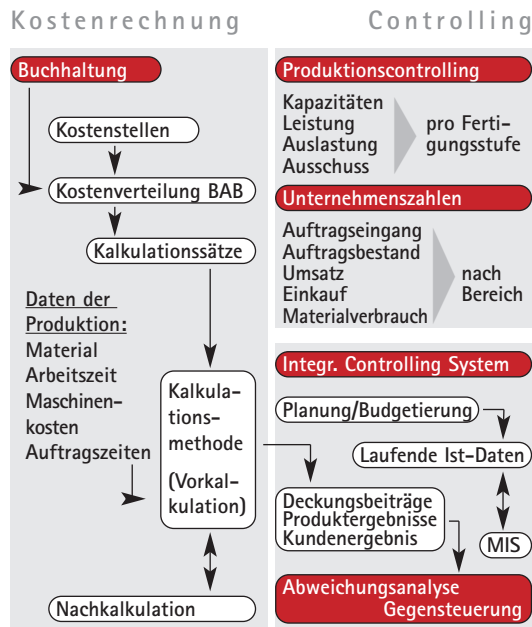 Kostenrechnung
Buchhaltung
Kostenstellen
Kostenverteilung BAB
Kalkulationssätze
Daten der
Produktion:
Material
Arbeitszeit
Maschinen-
kosten
Auftragszeiten
Kalkula-
tions-
methode
(Vorkal-
kulation)
Nachkalkulation
Controlling
Produktionscontrolling
Kapazitäten
Leistung
Auslastung
Ausschuss
pro Ferti-
gungsstufe
Unternehmenszahlen
Auftragseingang
Auftragsbestand
Umsatz
Einkauf
Materialverbrauch
nach
Bereich
Integr. Controlling System
Planung/Budgetierung
Laufende Ist-Daten
Deckungsbeiträge
Produktergebnisse
Kundenergebnis
MIS
Abweichungsanalyse
Gegensteuerung